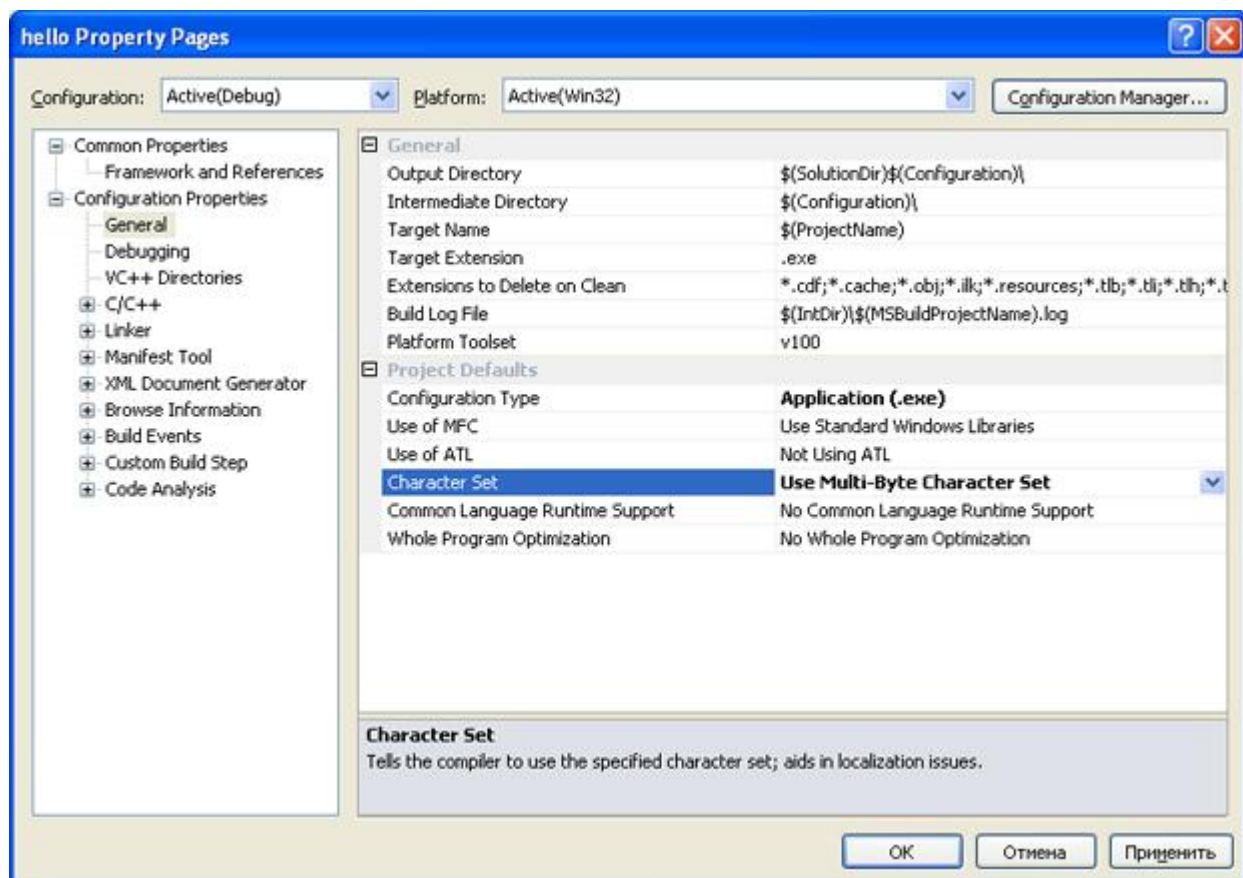 hello Property Pages
Configuration: Active(Debug) Platform: Active(Win32) Configuration Manager...
Common Properties
Framework and References
Configuration Properties
General
Debugging
VC++ Directories
C/C++
Linker
Manifest Tool
XML Document Generator
Browse Information
Build Events
Custom Build Step
Code Analysis
General
Output Directory $(SolutionDir)$(Configuration)\
Intermediate Directory $(Configuration)\
Target Name $(ProjectName)
Target Extension .exe
Extensions to Delete on Clean *.cdf;*.cache;*.obj;*.ilk;*.resources;*.tlb;*.tli;*.tlh;*.t
Build Log File $(IntDir)\$(MSBuildProjectName).log
Platform Toolset v100
Project Defaults
Configuration Type Application (.exe)
Use of MFC Use Standard Windows Libraries
Use of ATL Not Using ATL
Character Set Use Multi-Byte Character Set
Common Language Runtime Support No Common Language Runtime Support
Whole Program Optimization No Whole Program Optimization
Character Set
Tells the compiler to use the specified character set; aids in localization issues.
OK Отмена Применить